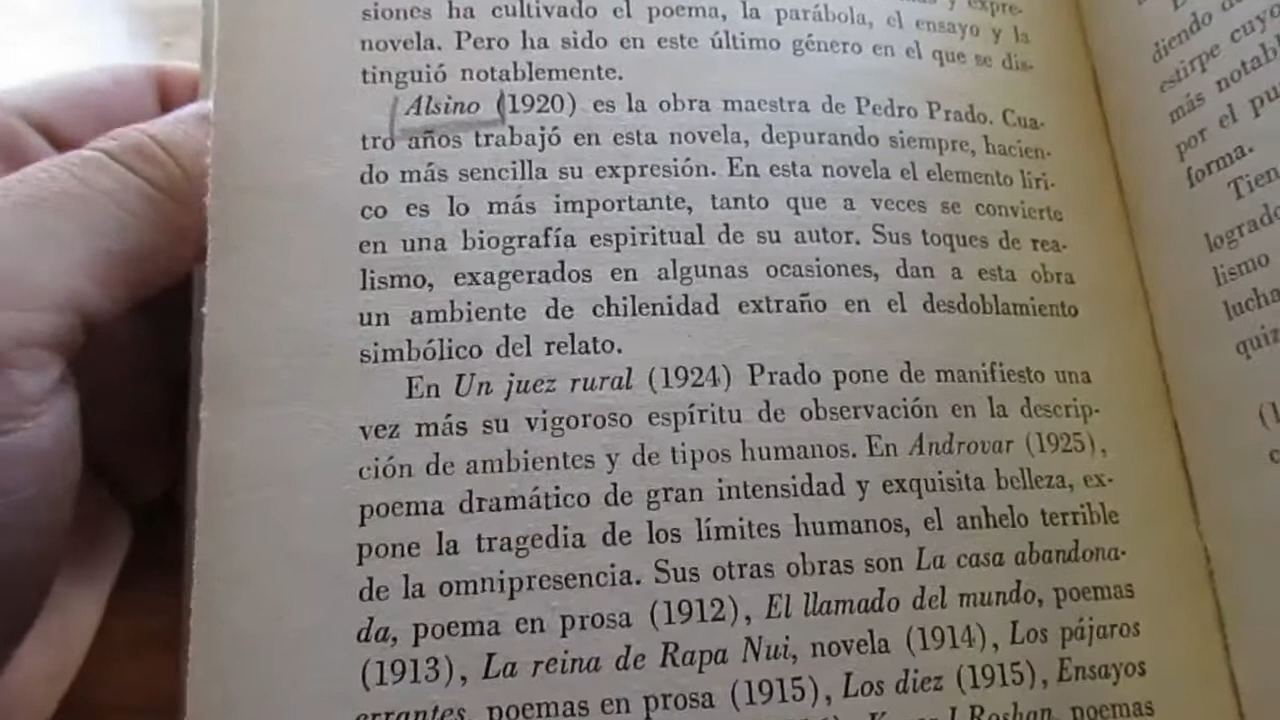 y expre-
siones ha cultivado el poema, la parábola, el ensayo y la
novela. Pero ha sido en este último género en el que se dis-
tinguió notablemente.
Alsino (1920) es la obra maestra de Pedro Prado. Cua-
tro años trabajó en esta novela, depurando siempre, hacien-
do más sencilla su expresión. En esta novela el elemento líri-
co es lo más importante, tanto que a veces se convierte
en una biografía espiritual de su autor. Sus toques de rea-
lismo, exagerados en algunas ocasiones, dan a esta obra
un ambiente de chilenidad extraño en el desdoblamiento
simbólico del relato.
En Un juez rural (1924) Prado pone de manifiesto una
vez más su vigoroso espíritu de observación en la descrip-
ción de ambientes y de tipos humanos. En Androvar (1925),
poema dramático de gran intensidad y exquisita belleza, ex-
pone la tragedia de los límites humanos, el anhelo terrible
de la omnipresencia. Sus otras obras son La casa abandona-
da, poema en prosa (1912), El llamado del mundo, poemas
(1913), La reina de Rapa Nui, novela (1914), Los pájaros
errantes, poemas en prosa (1915), Los diez (1915), Ensayos
Roshan, poemas
diendo
estirpe cuyo
más notab
por el pu
forma.
Tien
lograd
lismo
lucha
quiz